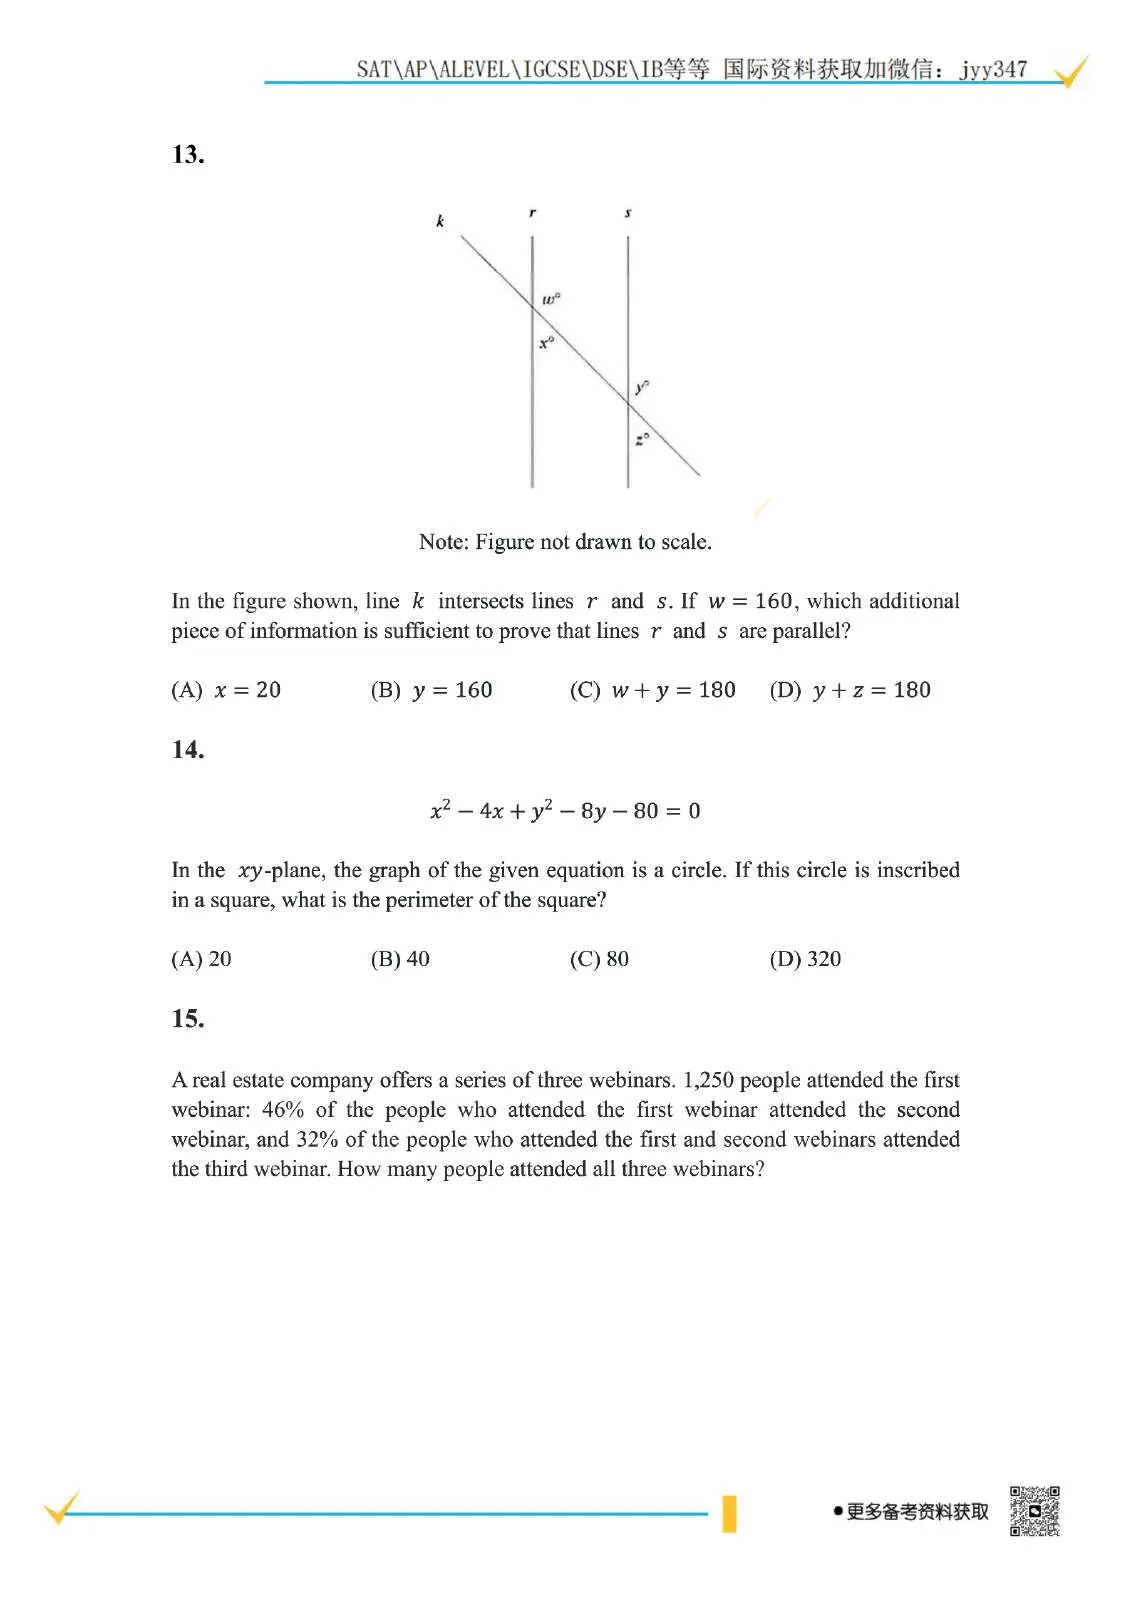 SAT\AP\ALEVEL\IGCSE\DSE\IB等等 国际资料获取加微信：jyy347
13.
k
r
s
w°
x°
y°
z°
Note: Figure not drawn to scale.
In the figure shown, line k intersects lines r and s. If w = 160, which additional
piece of information is sufficient to prove that lines r and s are parallel?
(A) x = 20 (B) y = 160 (C) w + y = 180 (D) y + z = 180
14.
x² − 4x + y² − 8y − 80 = 0
In the xy-plane, the graph of the given equation is a circle. If this circle is inscribed
in a square, what is the perimeter of the square?
(A) 20 (B) 40 (C) 80 (D) 320
15.
A real estate company offers a series of three webinars. 1,250 people attended the first
webinar: 46% of the people who attended the first webinar attended the second
webinar, and 32% of the people who attended the first and second webinars attended
the third webinar. How many people attended all three webinars?
●更多备考资料获取